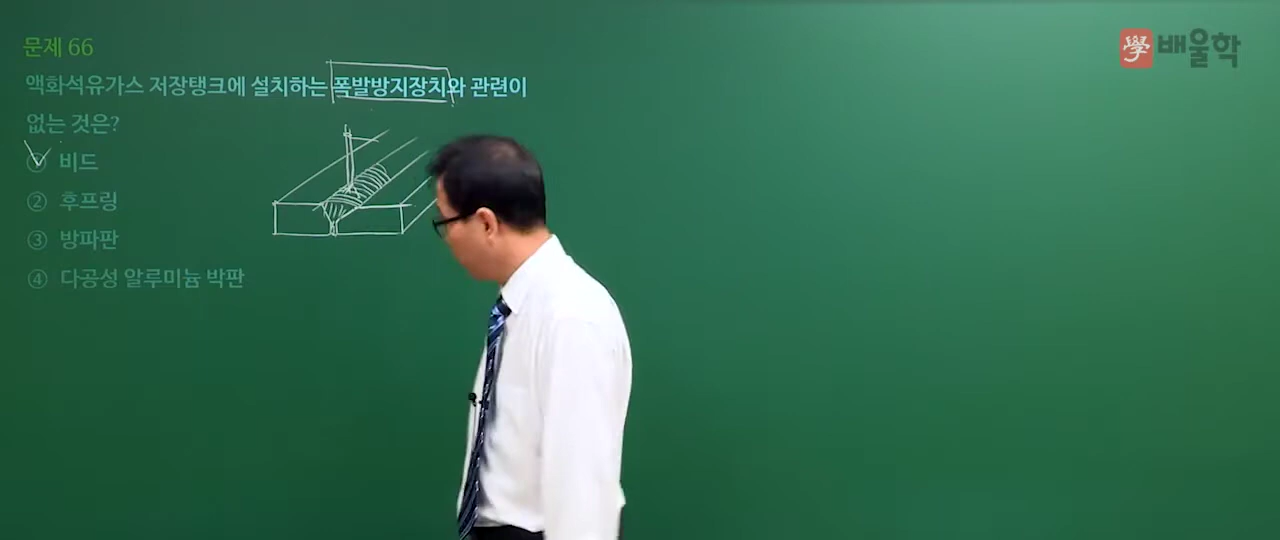 문제 66
學배울학
액화석유가스 저장탱크에 설치하는 폭발방지장치와 관련이
없는 것은?
① 비드
② 후프링
③ 방파판
④ 다공성 알루미늄 박판